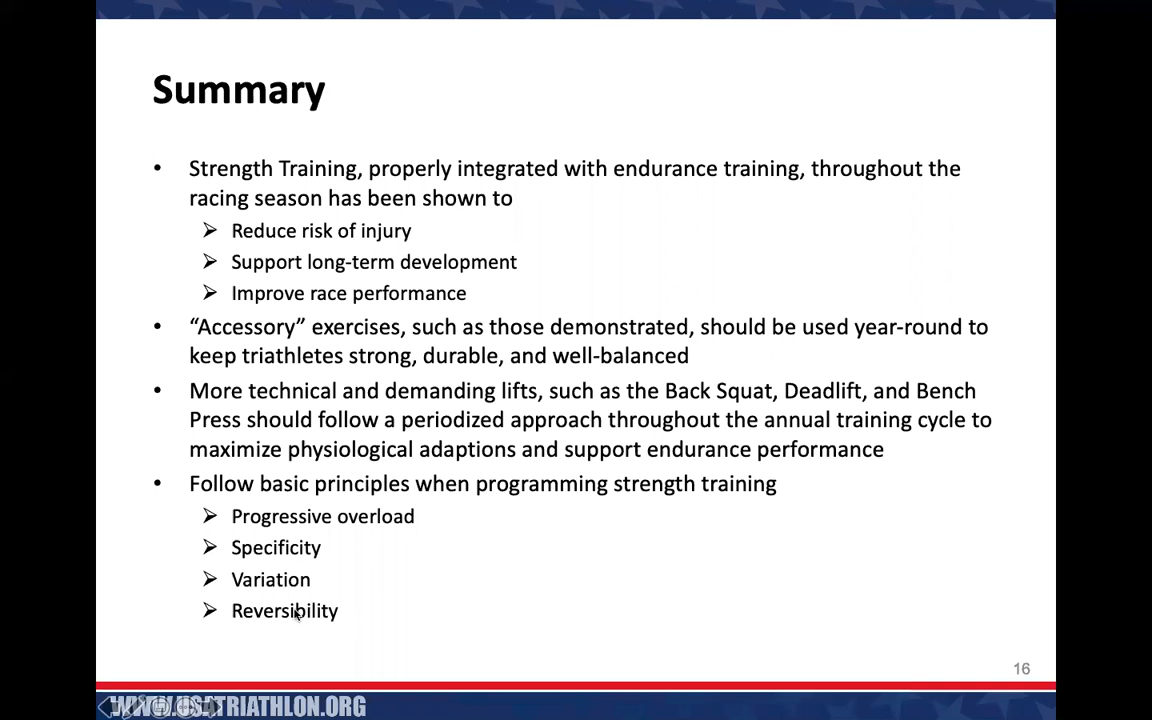 Summary
• Strength Training, properly integrated with endurance training, throughout the
racing season has been shown to
➢ Reduce risk of injury
➢ Support long-term development
➢ Improve race performance
• “Accessory” exercises, such as those demonstrated, should be used year-round to
keep triathletes strong, durable, and well-balanced
• More technical and demanding lifts, such as the Back Squat, Deadlift, and Bench
Press should follow a periodized approach throughout the annual training cycle to
maximize physiological adaptions and support endurance performance
• Follow basic principles when programming strength training
➢ Progressive overload
➢ Specificity
➢ Variation
➢ Reversibility
16
WWW.USATRIATHLON.ORG